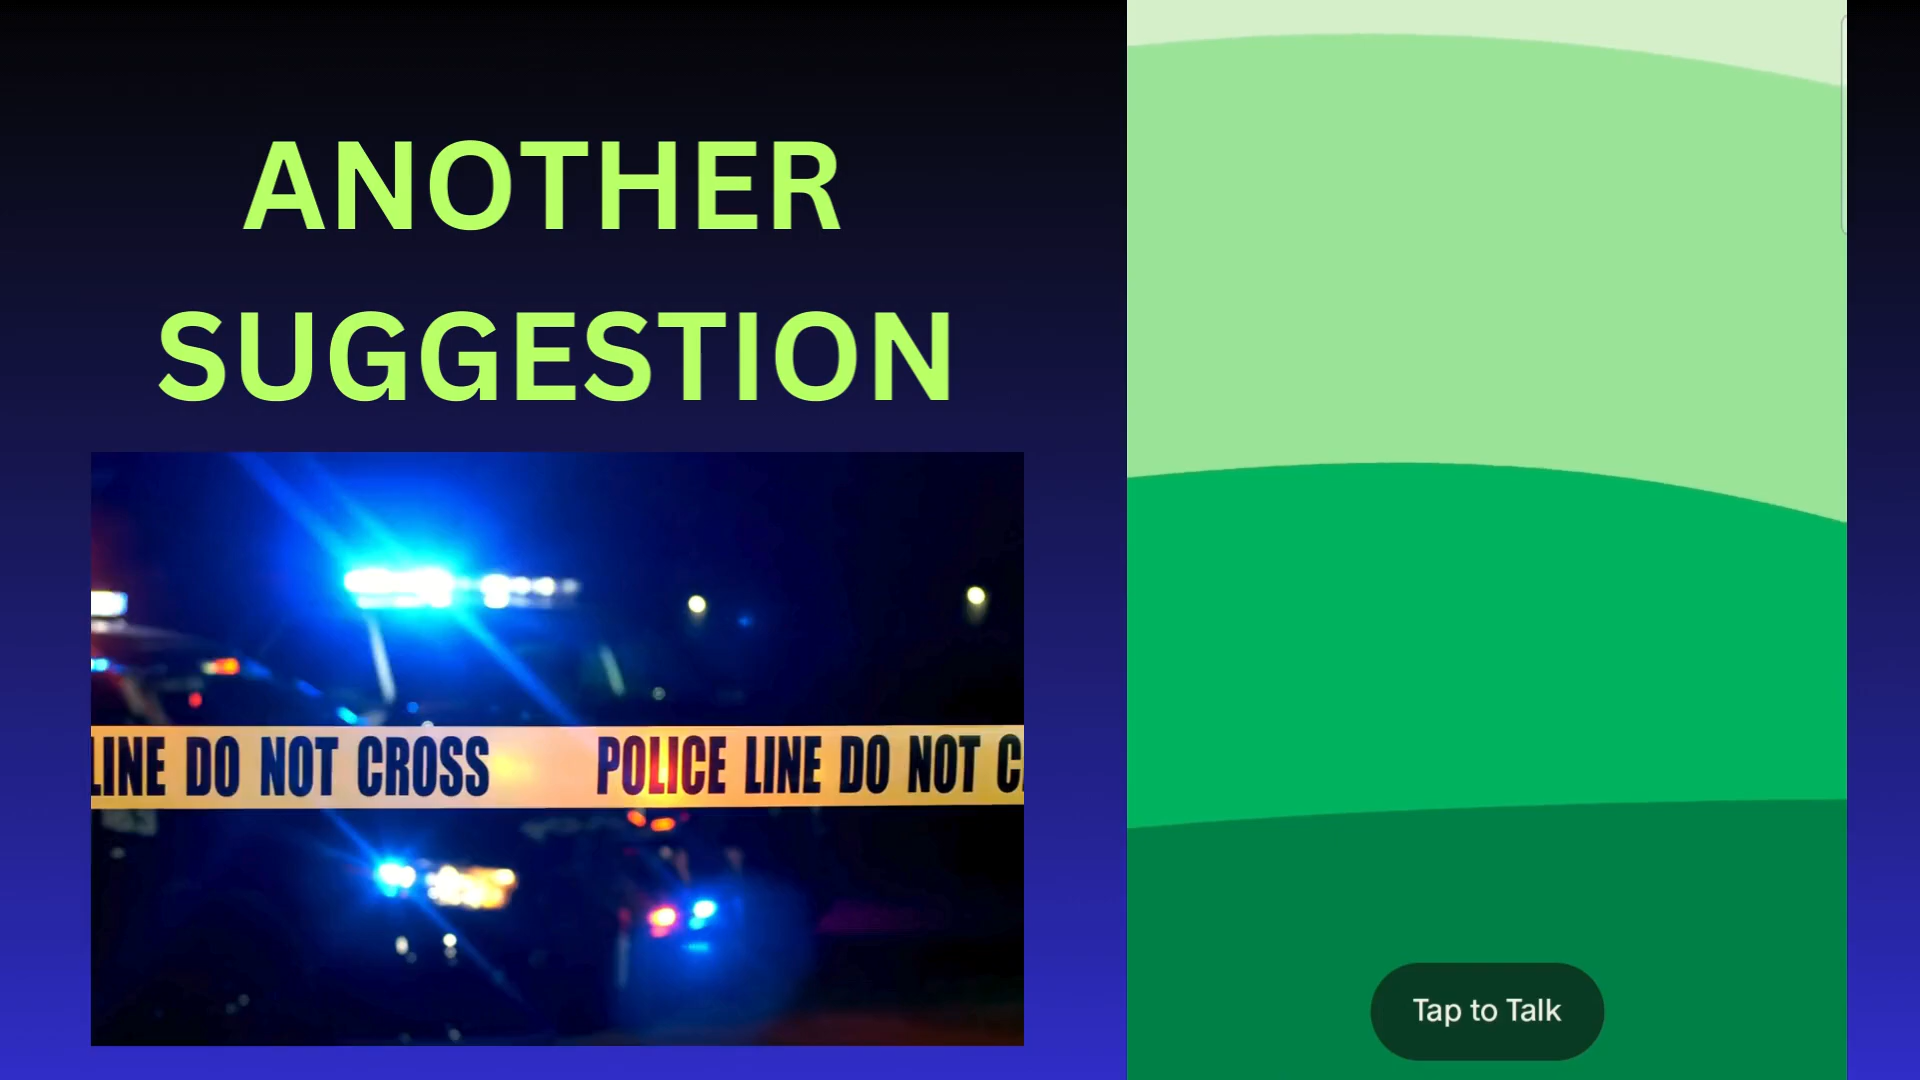 ANOTHER
SUGGESTION
LINE DO NOT CROSS POLICE LINE DO NOT C
Tap to Talk